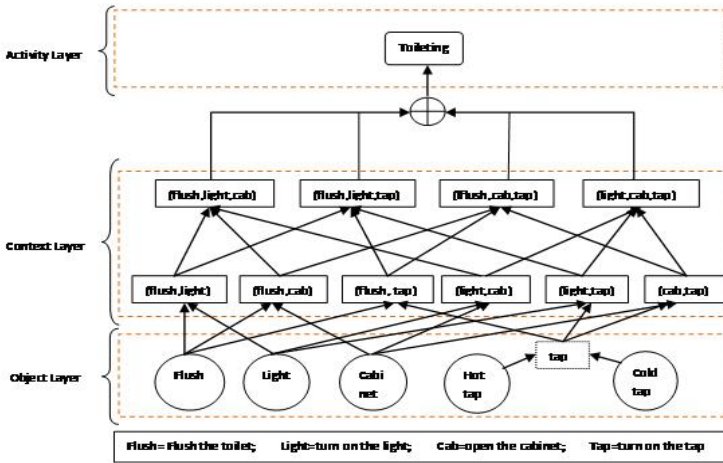 Activity Layer
Toileting
(flush,light,cab) (flush,light,tap) (flush,cab,tap) (light,cab,tap)
Context Layer
(flush,light) (flush,cab) (flush, tap) (light,cab) (light,tap) (cab,tap)
Object Layer
Flush Light Cabi
net Hot
tap tap Cold
tap
Flush= Flush the toilet; Light=turn on the light; Cab=open the cabinet; Tap=turn on the tap